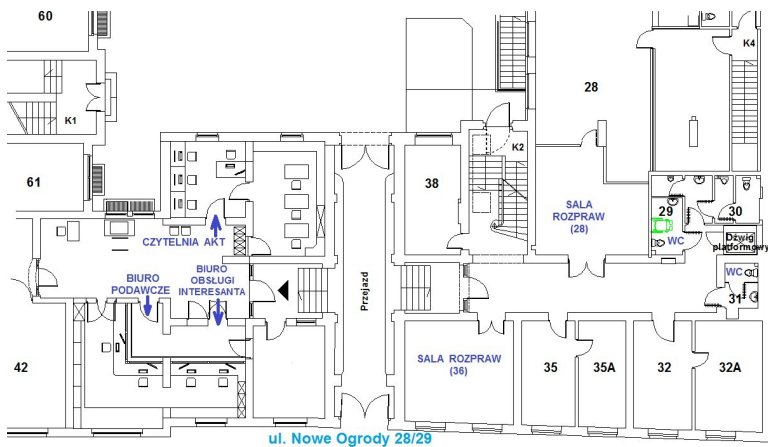 60
28
K4
K1
K2
61
38
SALA
ROZPRAW
(28)
29
30
WC
Dźwig
platformowy
CZYTELNIA AKT
BIURO
PODAWCZE
BIURO
OBSŁUGI
INTERESANTA
Przejazd
WC
31
42
SALA ROZPRAW
(36)
35
35A
32
32A
ul. Nowe Ogrody 28/29